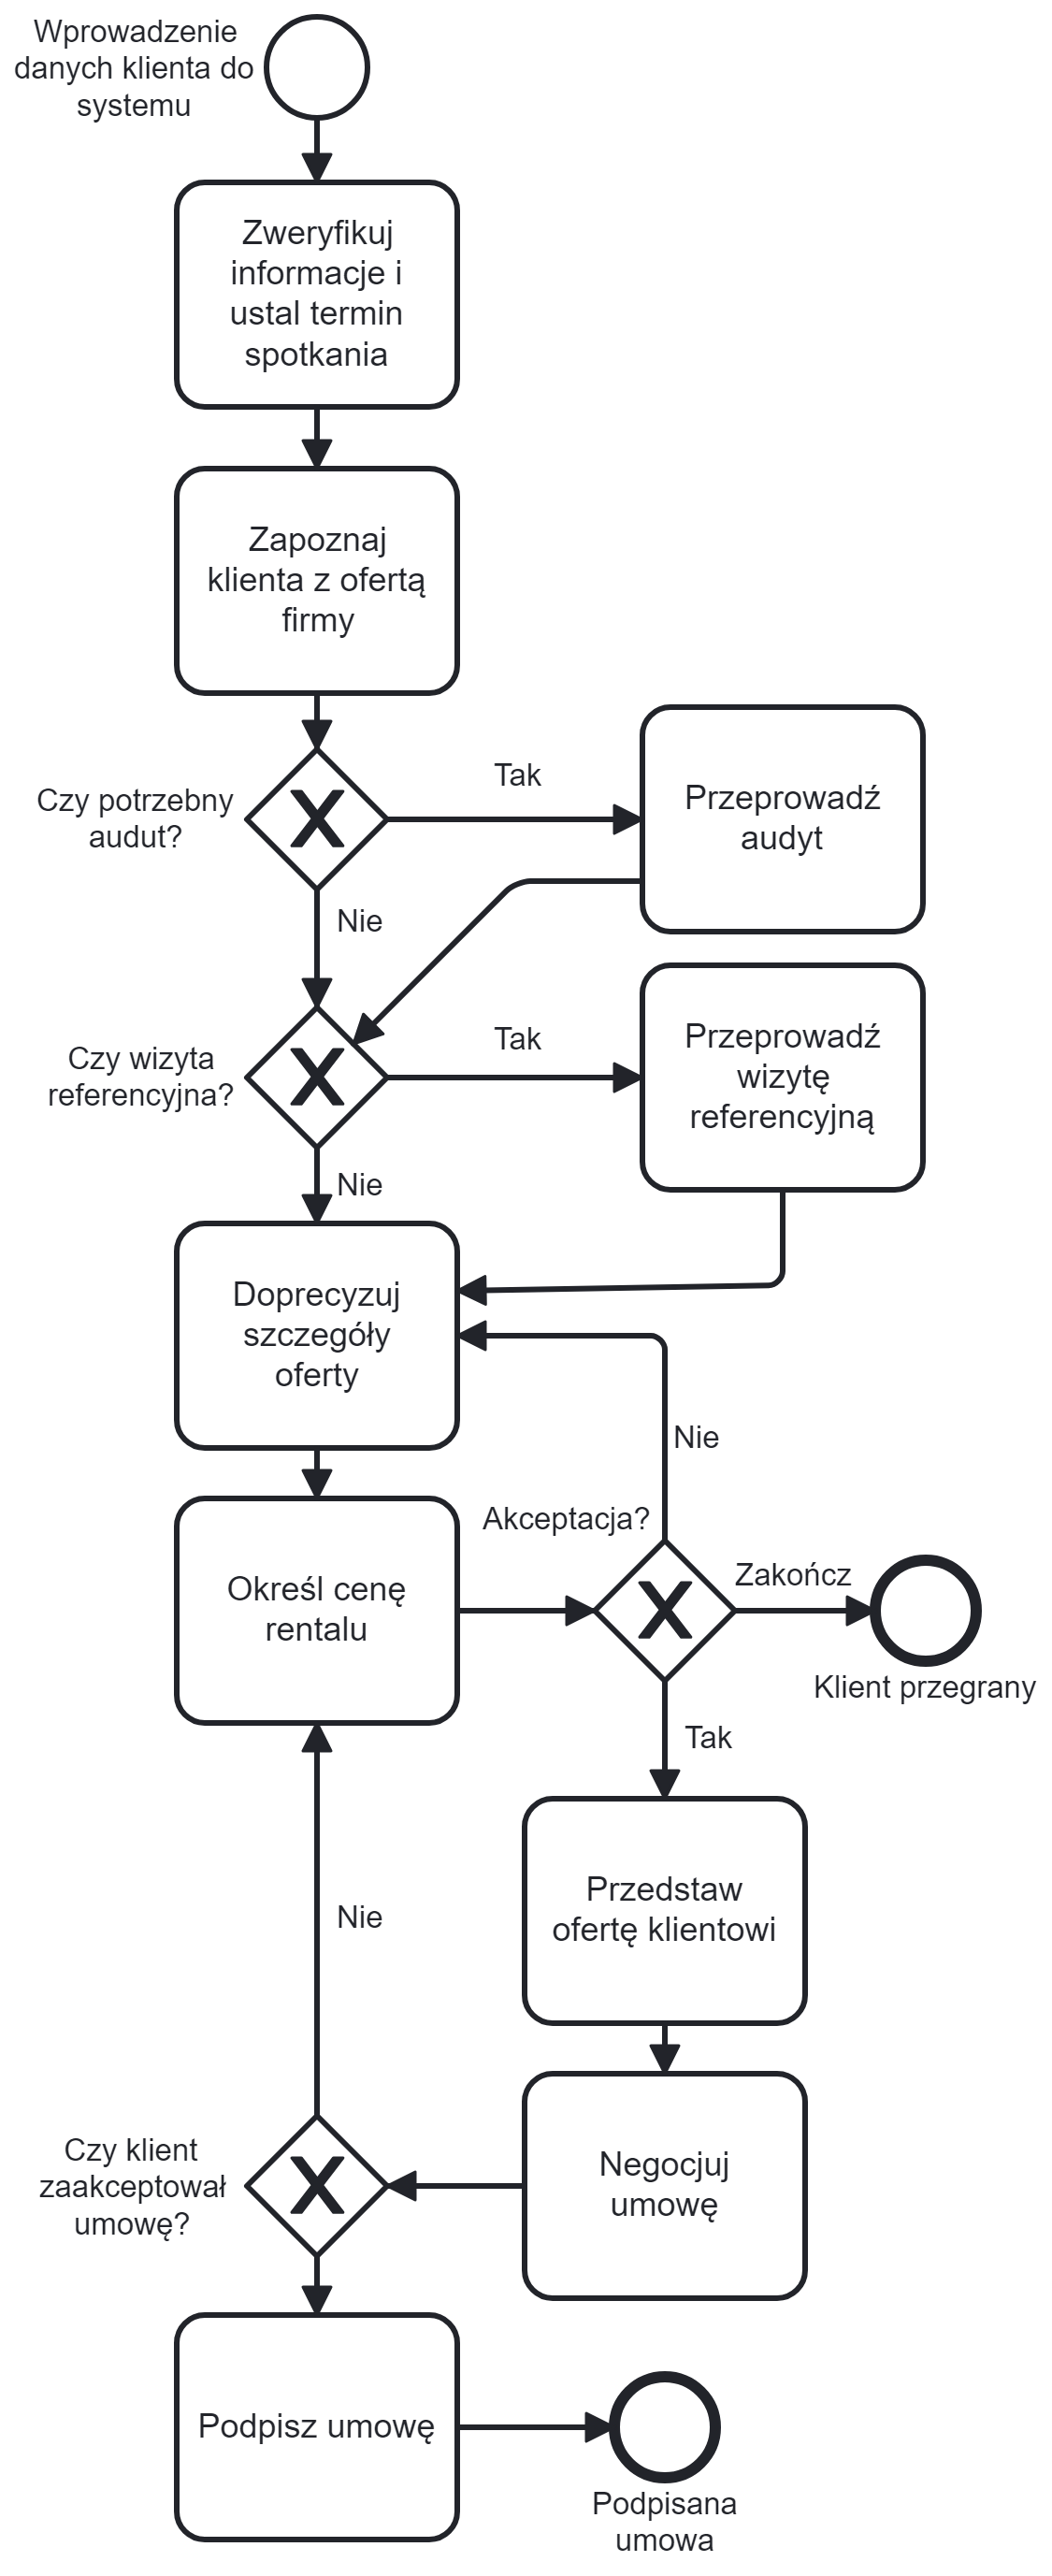 Wprowadzenie
danych klienta do
systemu
Zweryfikuj
informacje i
ustal termin
spotkania
Zapoznaj
klienta z ofertą
firmy
Czy potrzebny
audut?
Tak
Przeprowadź
audyt
Nie
Czy wizyta
referencyjna?
Tak
Przeprowadź
wizytę
referencyjną
Nie
Doprecyzuj
szczegóły
oferty
Nie
Akceptacja?
Określ cenę
rentalu
Zakończ
Klient przegrany
Tak
Przedstaw
ofertę klientowi
Nie
Negocjuj
umowę
Czy klient
zaakceptował
umowę?
Podpisz umowę
Podpisana
umowa